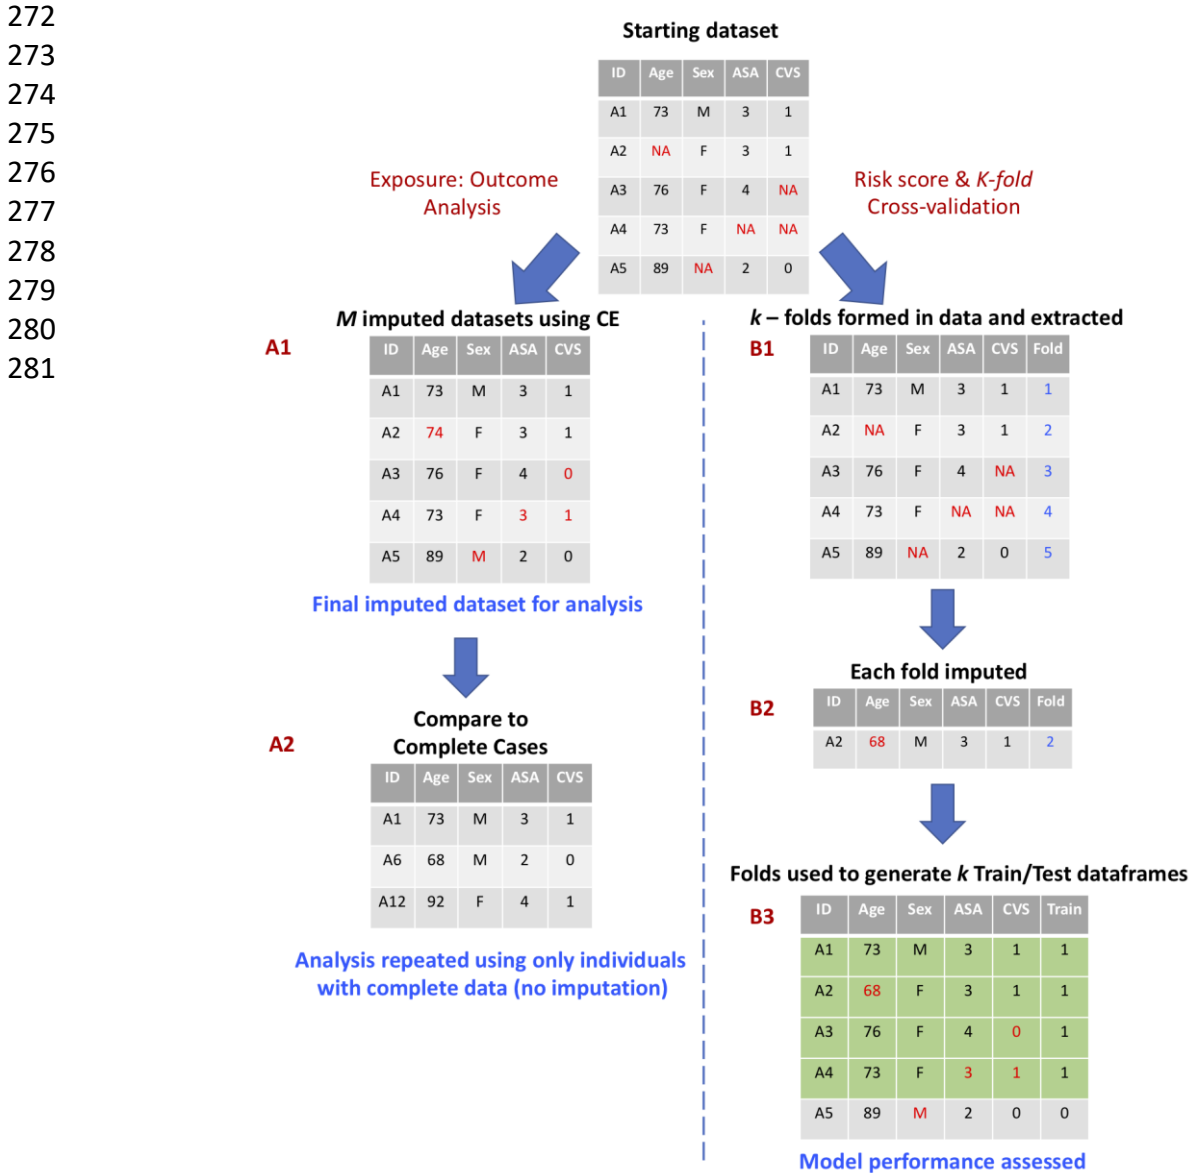 272
273
274
275
276
277
278
279
280
281
Starting dataset
ID Age Sex ASA CVS
A1 73 M 3 1
A2 NA F 3 1
A3 76 F 4 NA
A4 73 F NA NA
A5 89 NA 2 0
Exposure: Outcome
Analysis
Risk score & K-fold
Cross-validation
M imputed datasets using CE
A1
ID Age Sex ASA CVS
A1 73 M 3 1
A2 74 F 3 1
A3 76 F 4 0
A4 73 F 3 1
A5 89 M 2 0
Final imputed dataset for analysis
A2
Compare to
Complete Cases
ID Age Sex ASA CVS
A1 73 M 3 1
A6 68 M 2 0
A12 92 F 4 1
Analysis repeated using only individuals
with complete data (no imputation)
k – folds formed in data and extracted
B1
ID Age Sex ASA CVS Fold
A1 73 M 3 1 1
A2 NA F 3 1 2
A3 76 F 4 NA 3
A4 73 F NA NA 4
A5 89 NA 2 0 5
Each fold imputed
B2
ID Age Sex ASA CVS Fold
A2 68 M 3 1 2
Folds used to generate k Train/Test dataframes
B3
ID Age Sex ASA CVS Train
A1 73 M 3 1 1
A2 68 F 3 1 1
A3 76 F 4 0 1
A4 73 F 3 1 1
A5 89 M 2 0 0
Model performance assessed